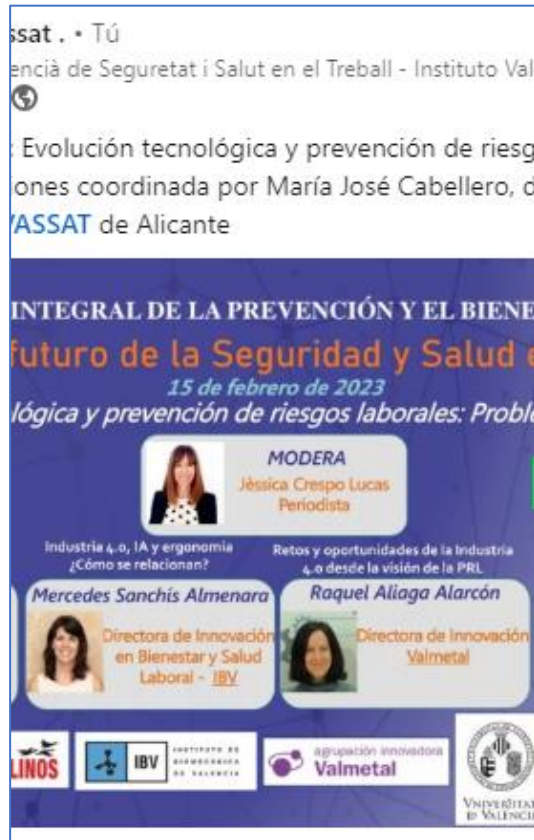 ssat . • Tú
encià de Seguretat i Salut en el Treball - Instituto Val
: Evolución tecnológica y prevención de riesg
iones coordinada por María José Cabellero, d
VASSAT de Alicante
INTEGRAL DE LA PREVENCIÓN Y EL BIENE
futuro de la Seguridad y Salud e
15 de febrero de 2023
lógica y prevención de riesgos laborales: Proble
MODERA
Jèssica Crespo Lucas
Periodista
Industria 4.0, IA y ergonomia
¿Cómo se relacionan?
Retos y oportunidades de la Industria
4.0 desde la visión de la PRL
Mercedes Sanchís Almenara
Directora de Innovación
en Bienestar y Salud
Laboral - IBV
Raquel Aliaga Alarcón
Directora de Innovación
Valmetal
LINOS
IBV
INSTITUTO DE
BIOMECÁNICA
DE VALENCIA
agrupación innovadora
Valmetal
VNIVERSITAT
ID VALÈNCIA